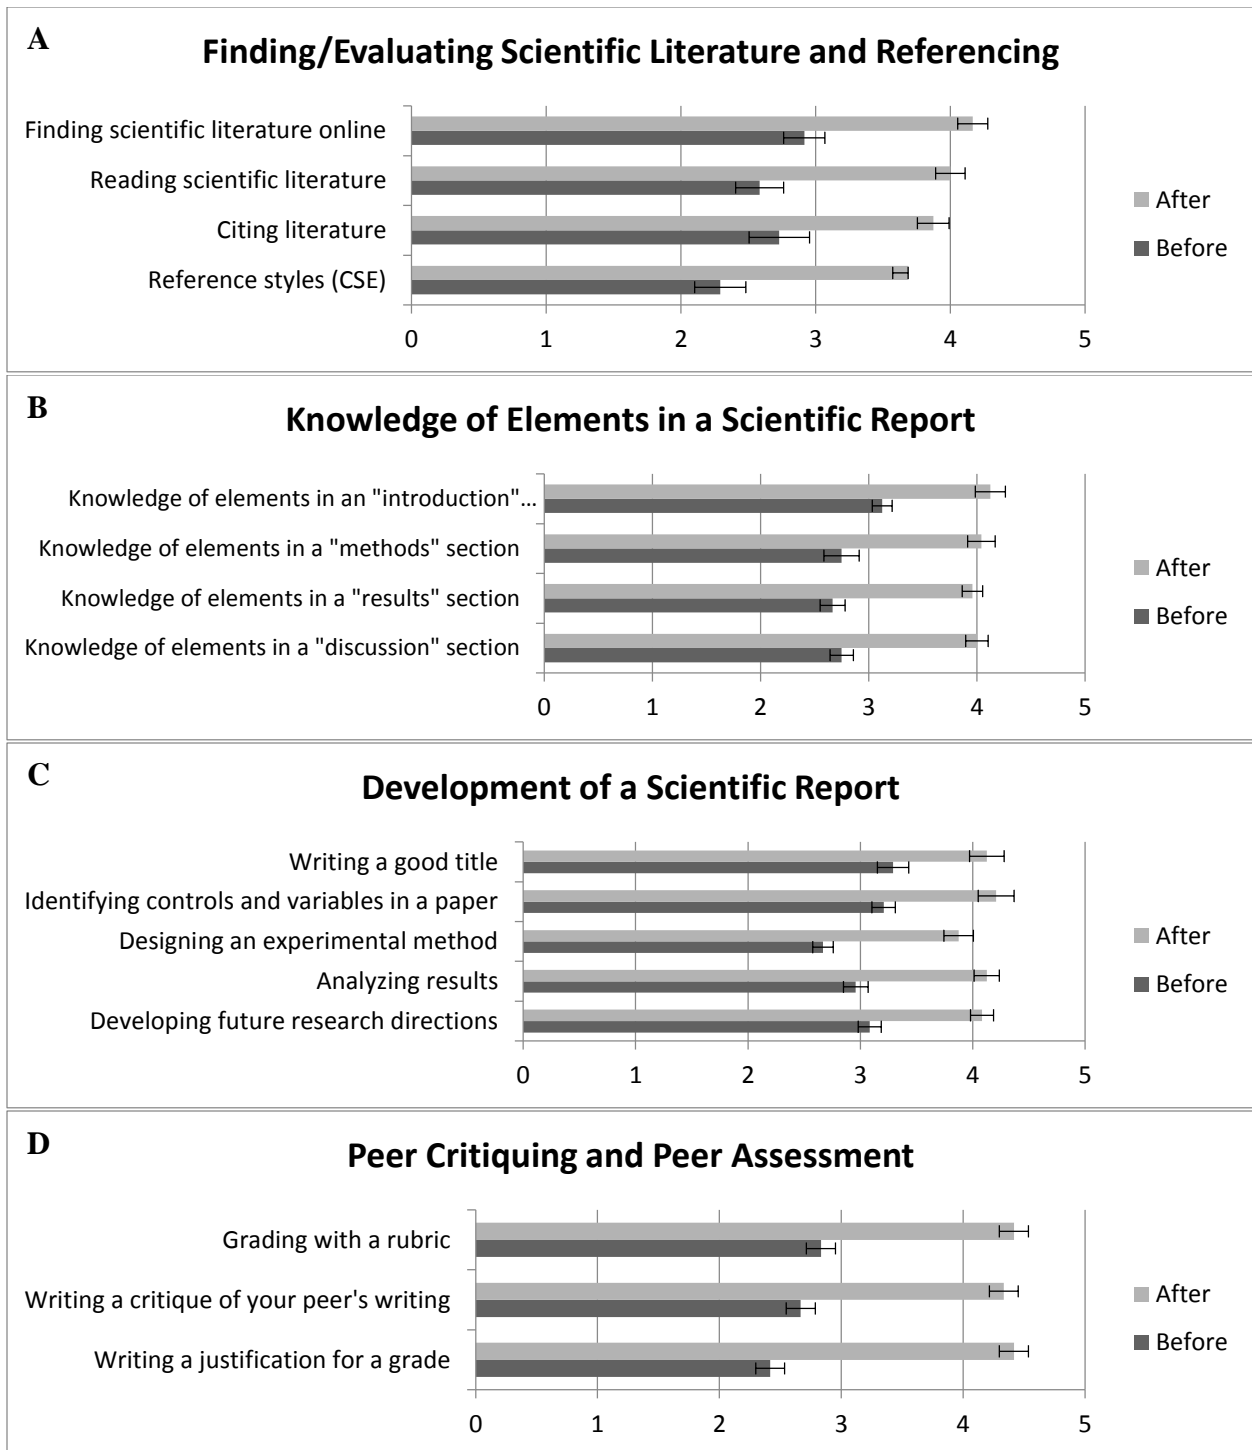 A
Finding/Evaluating Scientific Literature and Referencing
Finding scientific literature online
Reading scientific literature
Citing literature
Reference styles (CSE)
0 1 2 3 4 5
After
Before
B
Knowledge of Elements in a Scientific Report
Knowledge of elements in an "introduction"...
Knowledge of elements in a "methods" section
Knowledge of elements in a "results" section
Knowledge of elements in a "discussion" section
0 1 2 3 4 5
After
Before
C
Development of a Scientific Report
Writing a good title
Identifying controls and variables in a paper
Designing an experimental method
Analyzing results
Developing future research directions
0 1 2 3 4 5
After
Before
D
Peer Critiquing and Peer Assessment
Grading with a rubric
Writing a critique of your peer's writing
Writing a justification for a grade
0 1 2 3 4 5
After
Before